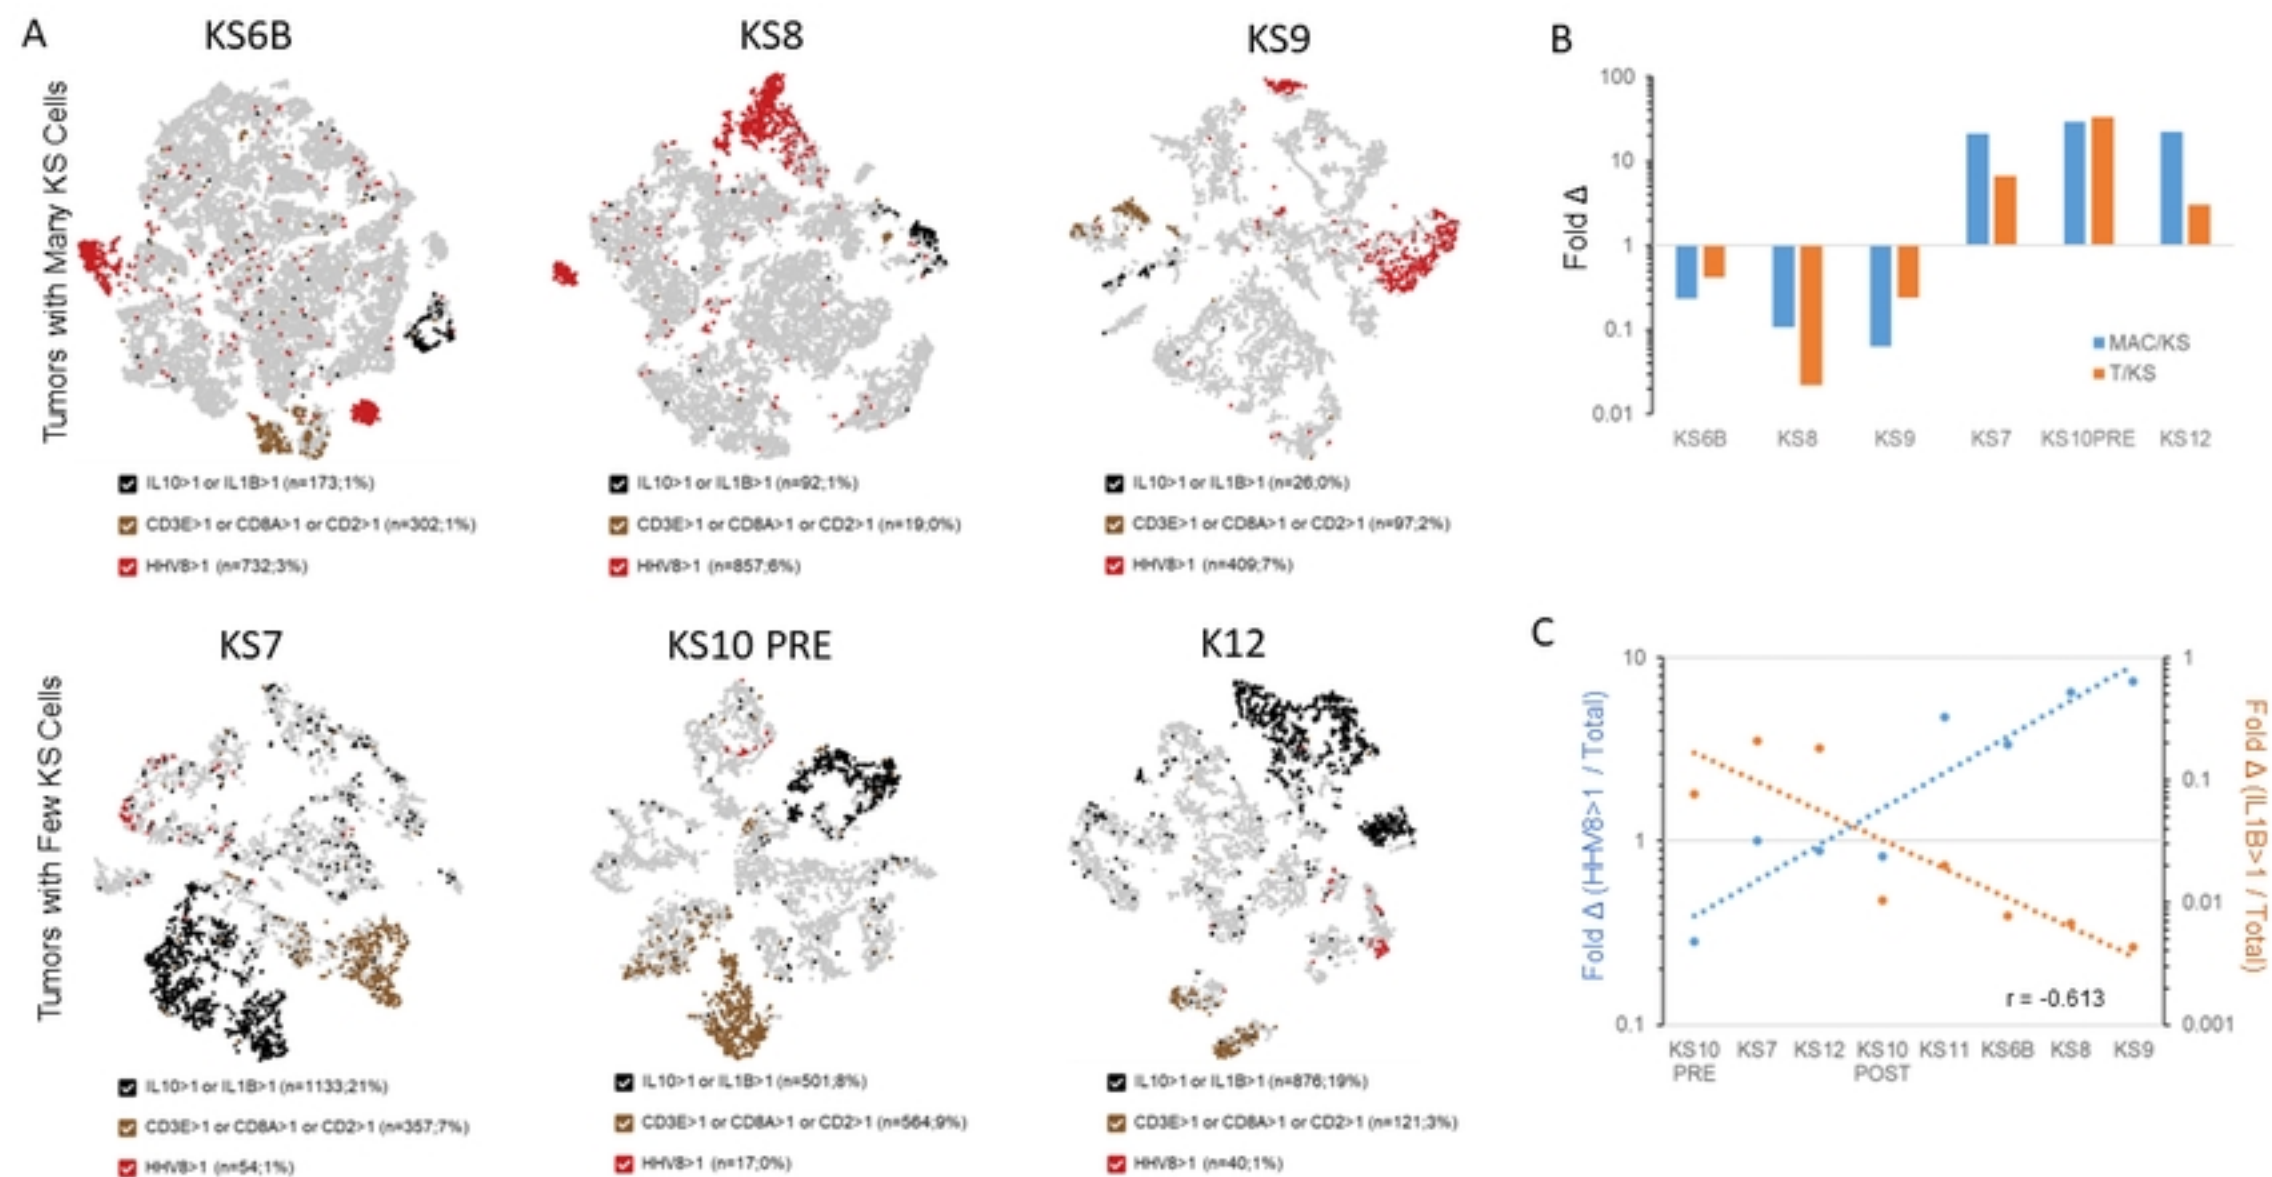 A
KS6B
KS8
KS9
Tumors with Many KS Cells
IL10>1 or IL1B>1 (n=173;1%)
CD3E>1 or CD8A>1 or CD2>1 (n=302;1%)
HHV8>1 (n=732;3%)
IL10>1 or IL1B>1 (n=92;1%)
CD3E>1 or CD8A>1 or CD2>1 (n=19;0%)
HHV8>1 (n=857;6%)
IL10>1 or IL1B>1 (n=26;0%)
CD3E>1 or CD8A>1 or CD2>1 (n=97;2%)
HHV8>1 (n=409;7%)
KS7
KS10 PRE
K12
Tumors with Few KS Cells
IL10>1 or IL1B>1 (n=1133;21%)
CD3E>1 or CD8A>1 or CD2>1 (n=357;7%)
HHV8>1 (n=54;1%)
IL10>1 or IL1B>1 (n=501;8%)
CD3E>1 or CD8A>1 or CD2>1 (n=564;9%)
HHV8>1 (n=17;0%)
IL10>1 or IL1B>1 (n=876;19%)
CD3E>1 or CD8A>1 or CD2>1 (n=121;3%)
HHV8>1 (n=40;1%)
B
Fold Δ
100
10
1
0.1
0.01
MAC/KS
T/KS
KS6B KS8 KS9 KS7 KS10PRE KS12
C
Fold Δ (HHV8>1 / Total)
10
1
0.1
1
0.1
0.01
0.001
Fold Δ (IL1B>1 / Total)
r = -0.613
KS10 KS7 KS12 KS10 KS11 KS6B KS8 KS9
PRE POST